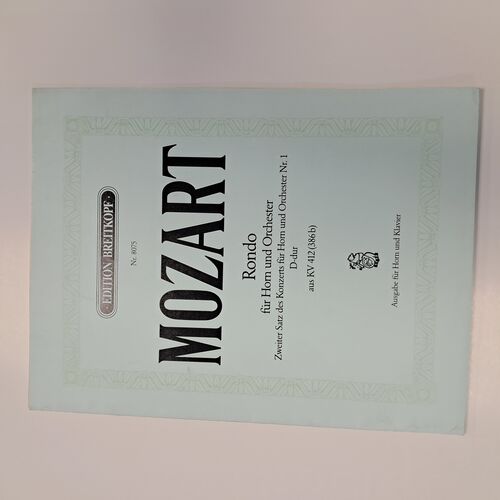 EDITION BREITKOPF
Nr. 8075
MOZART
Rondo
für Horn und Orchester
Zweiter Satz des Konzerts für Horn und Orchester Nr. 1
D-dur
aus KV 412 (386 b)
Ausgabe für Horn und Klavier